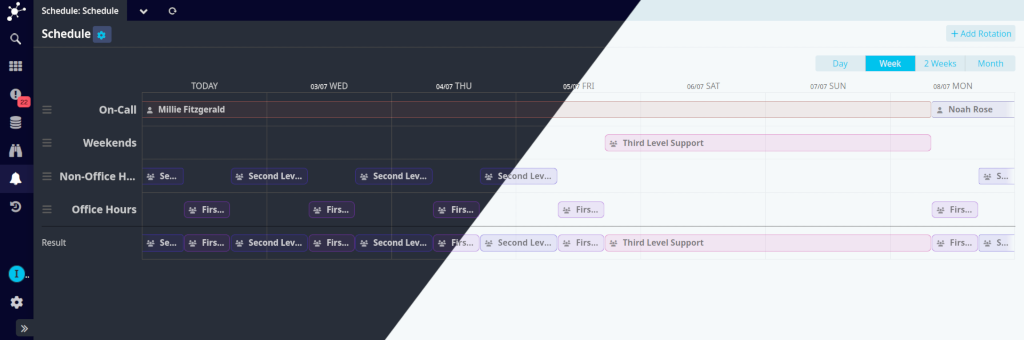 Schedule: Schedule
Schedule
+ Add Rotation
Day Week 2 Weeks Month
TODAY 03/07 WED 04/07 THU 05/07 FRI 06/07 SAT 07/07 SUN 08/07 MON
22
On-Call Millie Fitzgerald Noah Rose
Weekends Third Level Support
Non-Office H... Se... Second Lev... Second Lev... Second Lev... S...
Office Hours Firs... Firs... Firs... Firs... Firs...
Result Se... Firs... Second Lev... Firs... Second Lev... Firs... Second Lev... Firs... Third Level Support Firs... S...
I ..